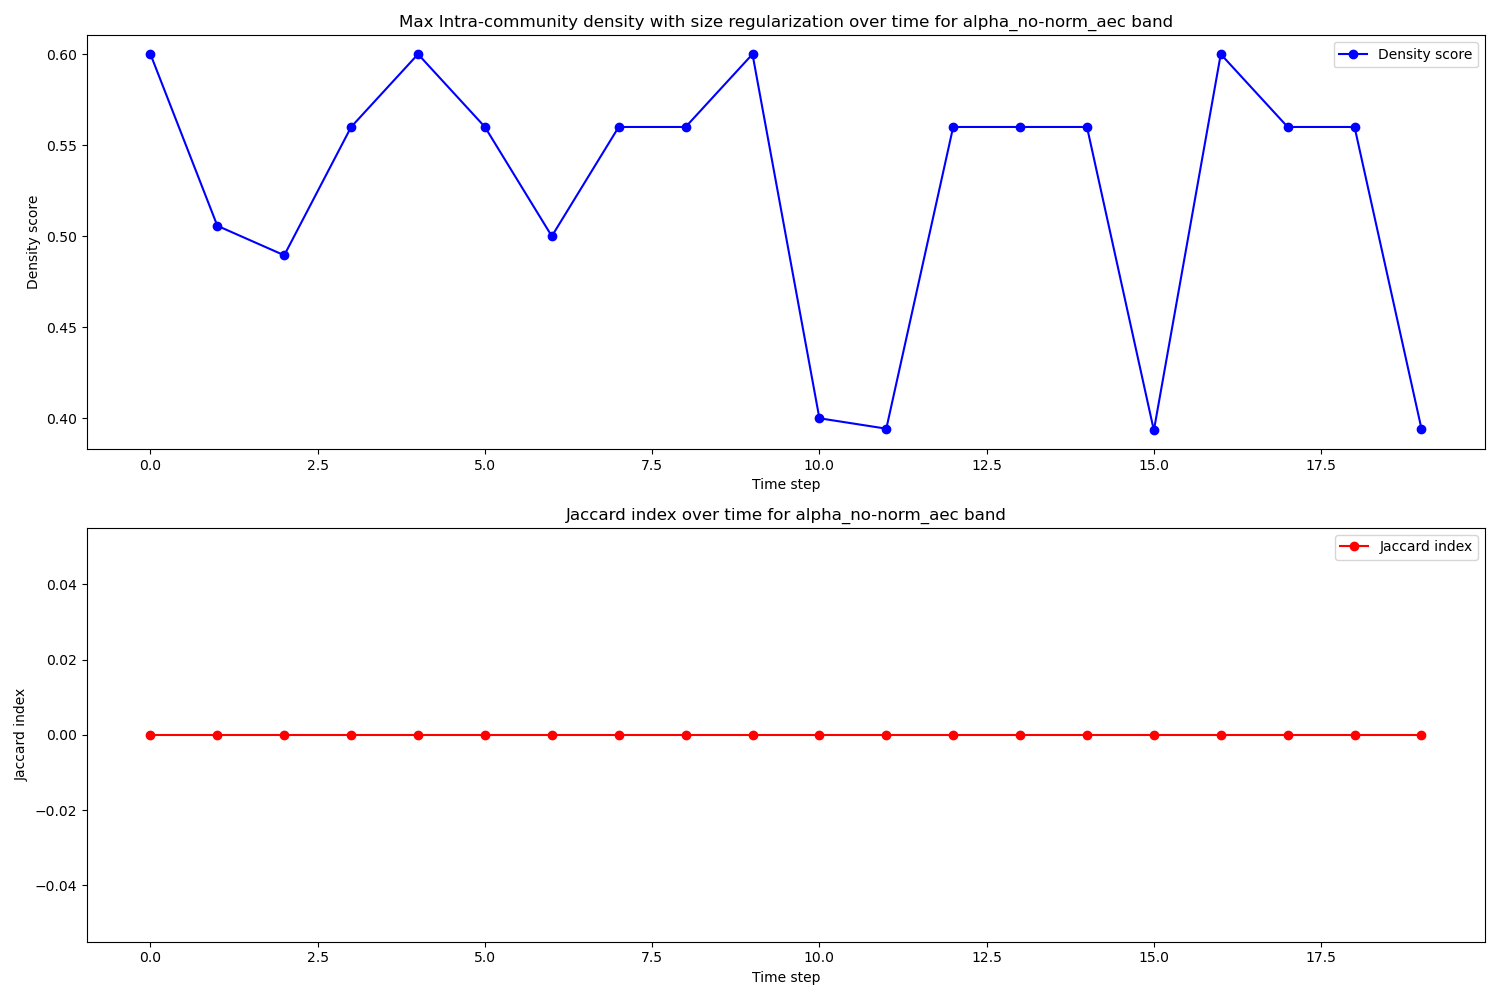 Max Intra-community density with size regularization over time for alpha_no-norm_aec band
Density score
0.60
0.55
0.50
0.45
0.40
Density score
0.0 2.5 5.0 7.5 10.0 12.5 15.0 17.5
Time step
Jaccard index over time for alpha_no-norm_aec band
Jaccard index
0.04
0.02
0.00
−0.02
−0.04
Jaccard index
0.0 2.5 5.0 7.5 10.0 12.5 15.0 17.5
Time step